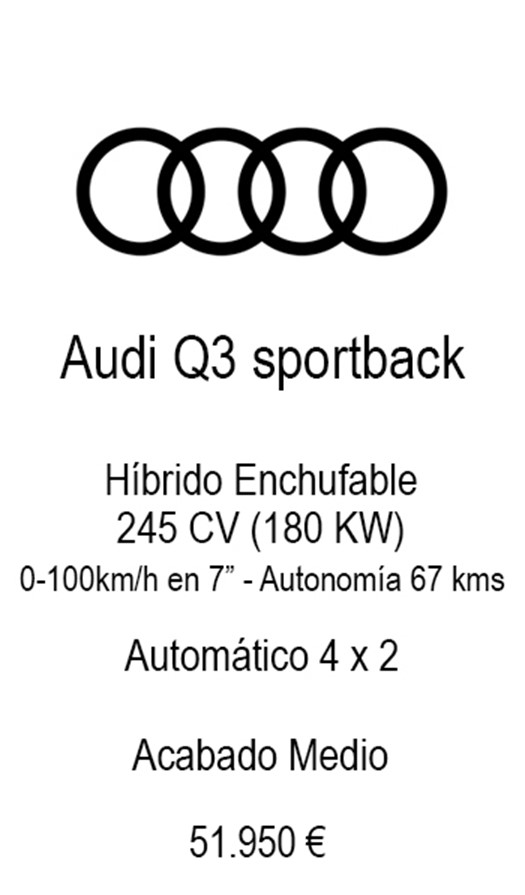 Audi Q3 sportback
Híbrido Enchufable
245 CV (180 KW)
0-100km/h en 7” - Autonomía 67 kms
Automático 4 x 2
Acabado Medio
51.950 €